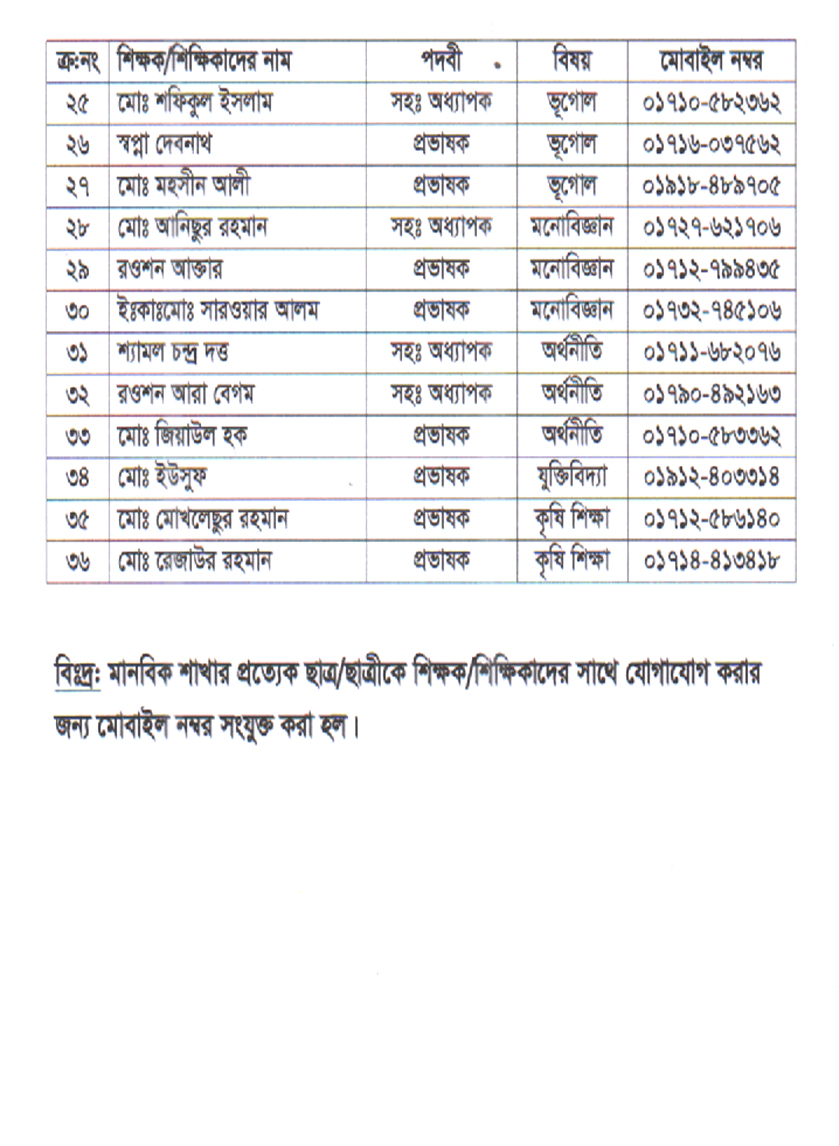 ক্র:নং শিক্ষক/শিক্ষিকাদের নাম পদবী বিষয় মোবাইল নম্বর
২৫ মোঃ শফিকুল ইসলাম সহঃ অধ্যাপক ভূগোল ০১৭১০-৫৮২৩৬২
২৬ স্বপ্না দেবনাথ প্রভাষক ভূগোল ০১৭১৬-০৩৭৫৬২
২৭ মোঃ মহসীন আলী প্রভাষক ভূগোল ০১৯১৮-৪৮৯৭০৫
২৮ মোঃ আনিছুর রহমান সহঃ অধ্যাপক মনোবিজ্ঞান ০১৭২৭-৬২১৭০৬
২৯ রওশন আক্তার প্রভাষক মনোবিজ্ঞান ০১৭১২-৭৯৯৪৩৫
৩০ ইঃকাঃমোঃ সারওয়ার আলম প্রভাষক মনোবিজ্ঞান ০১৭৩২-৭৪৫১০৬
৩১ শ্যামল চন্দ্র দত্ত সহঃ অধ্যাপক অর্থনীতি ০১৭১১-৬৮২০৭৬
৩২ রওশন আরা বেগম সহঃ অধ্যাপক অর্থনীতি ০১৭৯০-৪৯২১৬৩
৩৩ মোঃ জিয়াউল হক প্রভাষক অর্থনীতি ০১৭১০-৫৮৩৩৬২
৩৪ মোঃ ইউসুফ প্রভাষক যুক্তিবিদ্যা ০১৯১২-৪০৩৩১৪
৩৫ মোঃ মোখলেছুর রহমান প্রভাষক কৃষি শিক্ষা ০১৭১২-৫৮৬১৪০
৩৬ মোঃ রেজাউর রহমান প্রভাষক কৃষি শিক্ষা ০১৭১৪-৪১৩৪১৮
বিঃদ্র: মানবিক শাখার প্রত্যেক ছাত্র/ছাত্রীকে শিক্ষক/শিক্ষিকাদের সাথে যোগাযোগ করার
জন্য মোবাইল নম্বর সংযুক্ত করা হল।